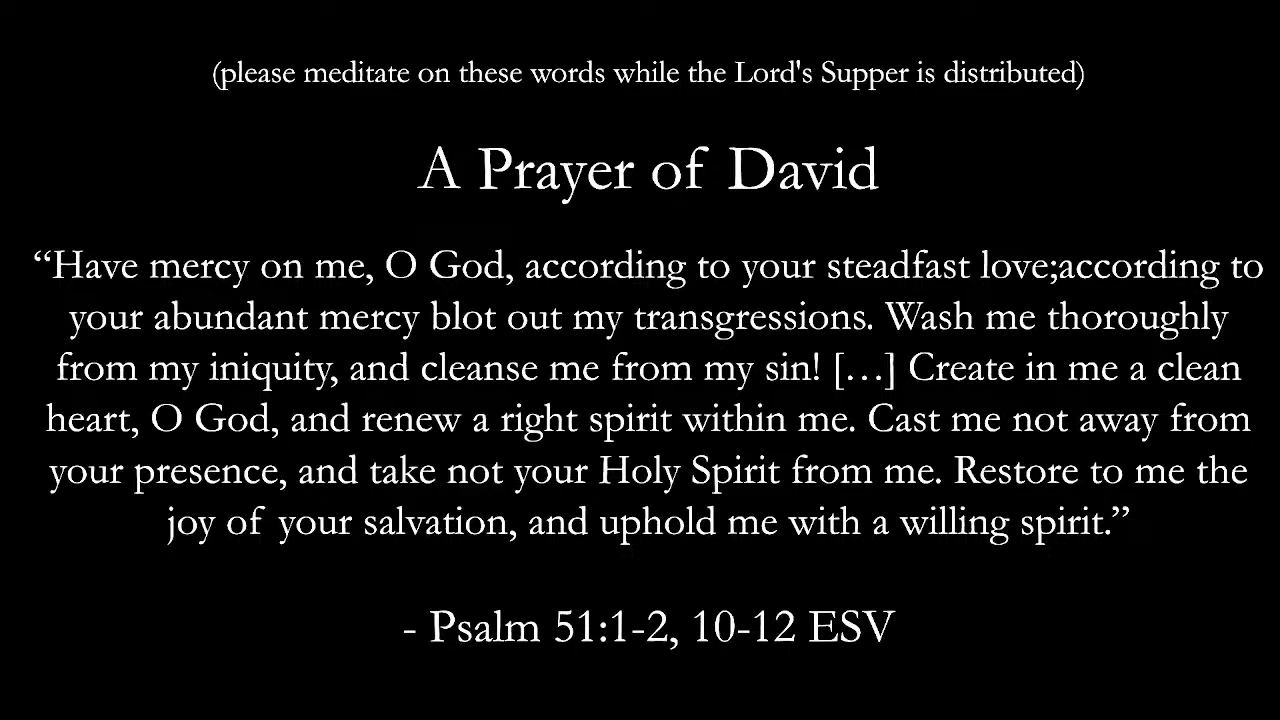 (please meditate on these words while the Lord's Supper is distributed)
A Prayer of David
“Have mercy on me, O God, according to your steadfast love;according to
your abundant mercy blot out my transgressions. Wash me thoroughly
from my iniquity, and cleanse me from my sin! […] Create in me a clean
heart, O God, and renew a right spirit within me. Cast me not away from
your presence, and take not your Holy Spirit from me. Restore to me the
joy of your salvation, and uphold me with a willing spirit.”
- Psalm 51:1-2, 10-12 ESV